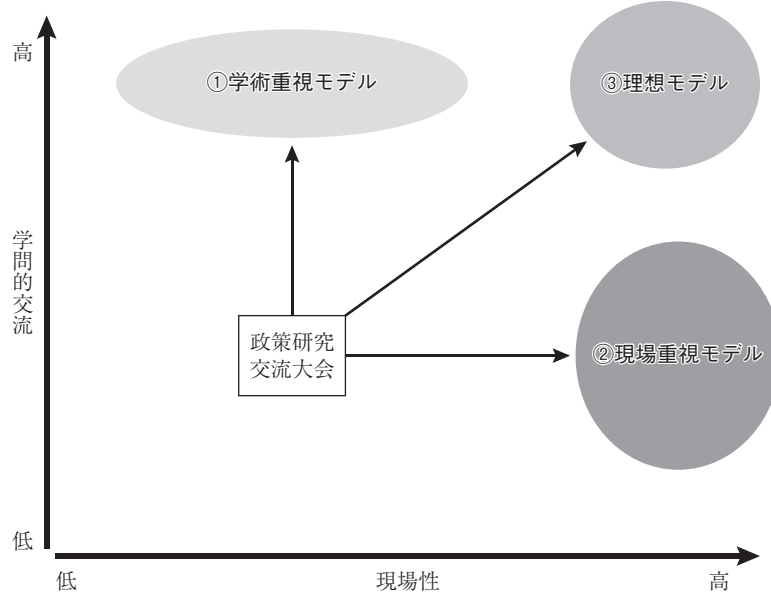 高
①学術重視モデル
③理想モデル
学問的交流
政策研究
交流大会
②現場重視モデル
低
低
現場性
高